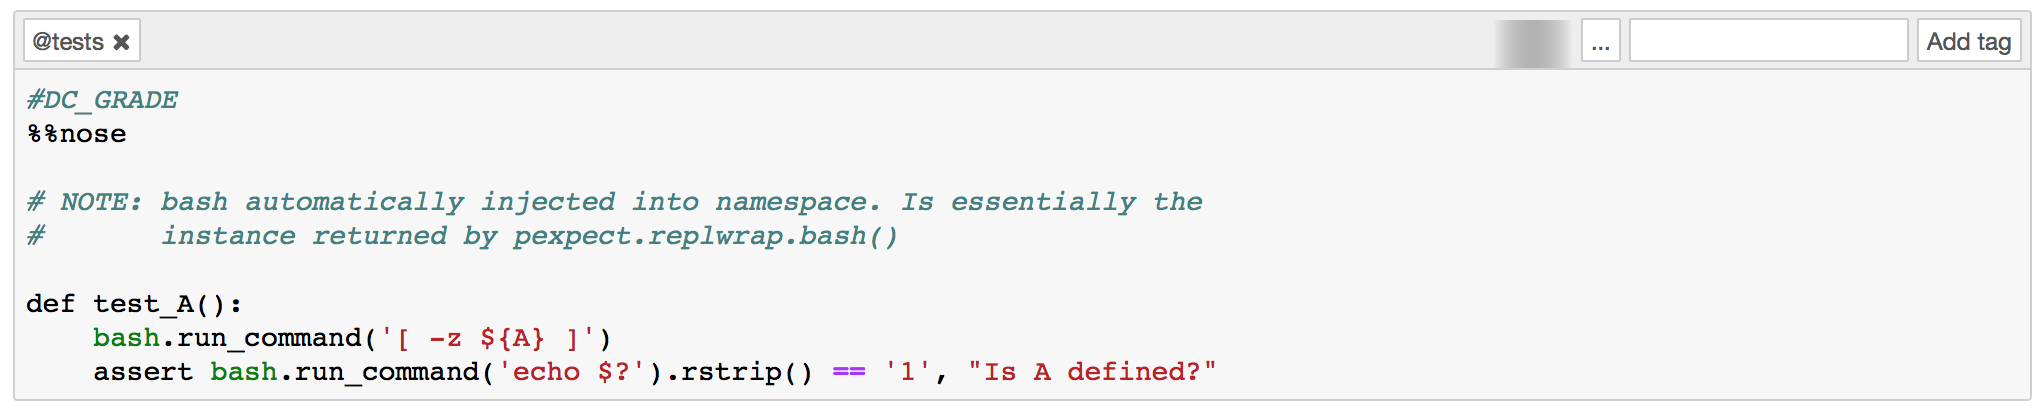 @tests ✖ ... Add tag
#DC_GRADE
%%nose
# NOTE: bash automatically injected into namespace. Is essentially the
#       instance returned by pexpect.replwrap.bash()
def test_A():
    bash.run_command('[ -z ${A} ]')
    assert bash.run_command('echo $?').rstrip() == '1', "Is A defined?"